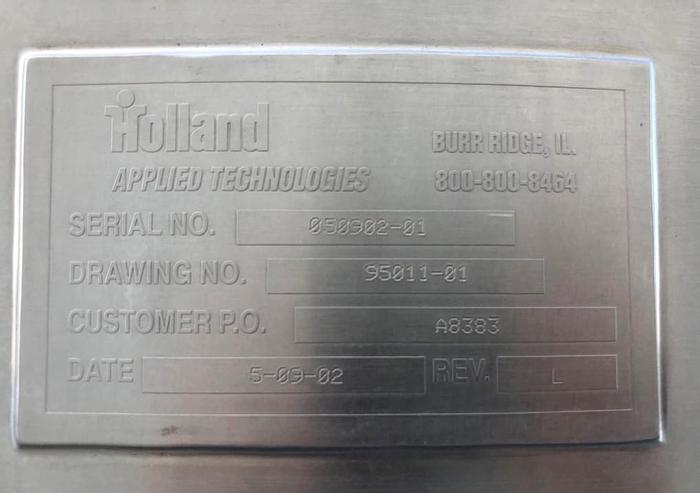 Holland BURR RIDGE, IL.
APPLIED TECHNOLOGIES 800-800-8464
SERIAL NO. 050902-01
DRAWING NO. 95011-01
CUSTOMER P.O. A8383
DATE 5-09-02 REV. L